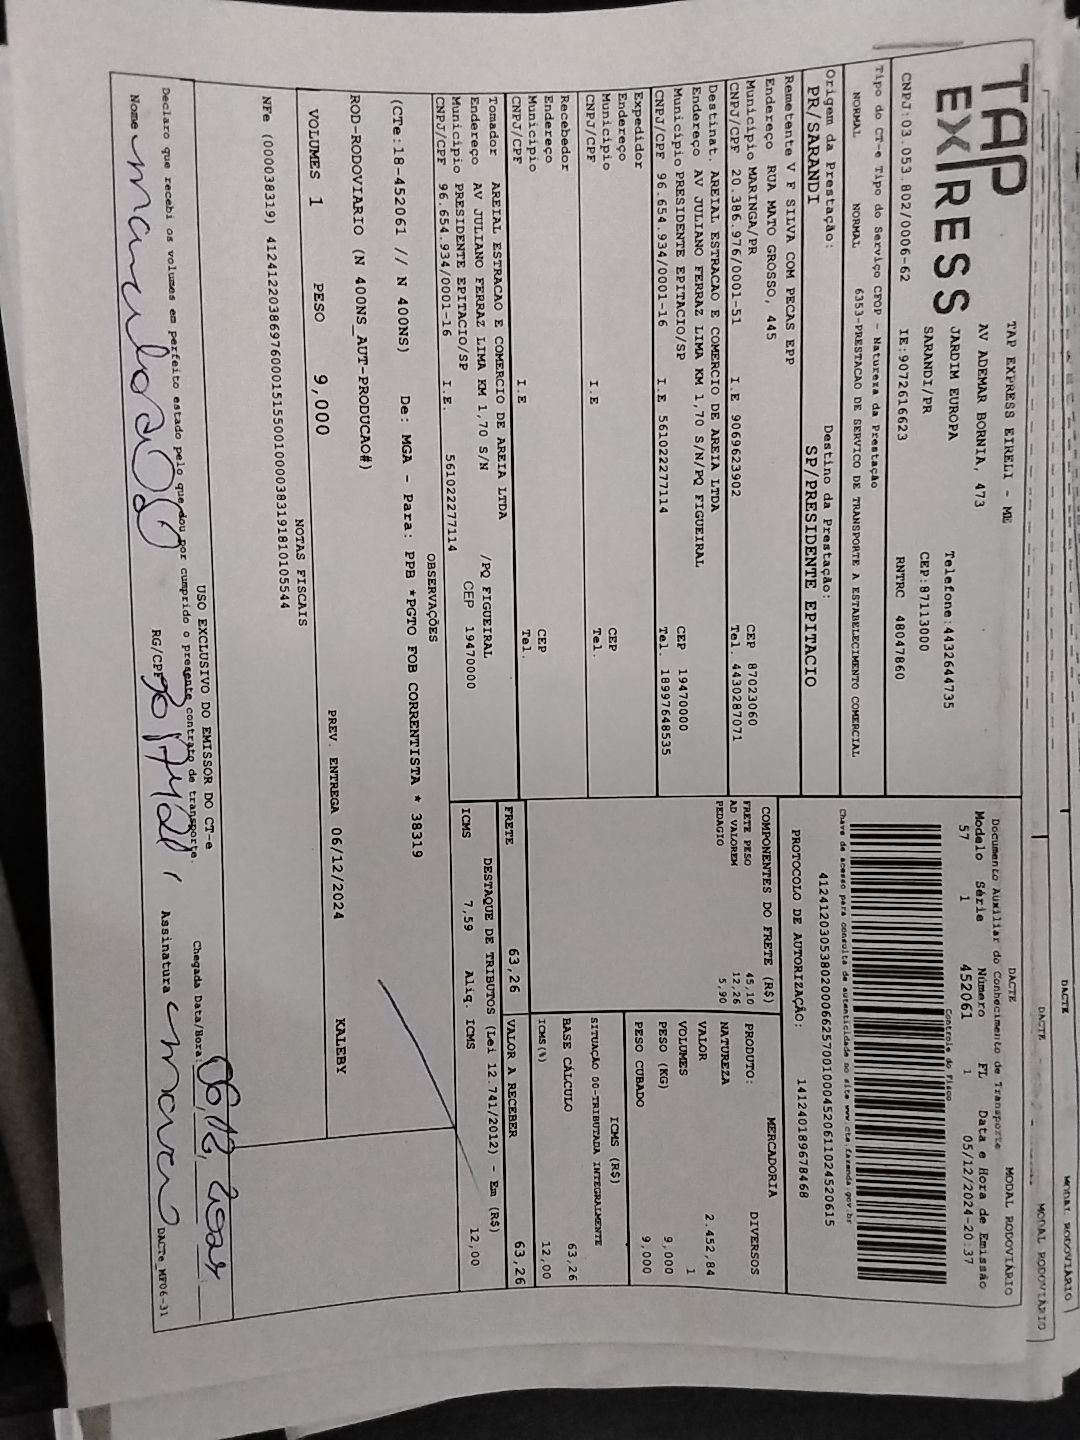 TAP
EXPRESS
TAP EXPRESS EIRELI - ME
AV ADEMAR BORNIA, 473
JARDIM EUROPA
SARANDI/PR
Telefone:4432644735
CEP:87113000
CNPJ:03.053.802/0006-62 IE:9072616623 RNTRC 48047860
Tipo do CT-e Tipo do Serviço CFOP - Natureza da Prestação
NORMAL NORMAL 6353-PRESTACAO DE SERVICO DE TRANSPORTE A ESTABELECIMENTO COMERCIAL
Origem da Prestação: Destino da Prestação:
PR/SARANDI SP/PRESIDENTE EPITACIO
Remetente V F SILVA COM PECAS EPP
Endereço RUA MATO GROSSO, 445
Município MARINGA/PR CEP 87023060
CNPJ/CPF 20.386.976/0001-51 I.E 9069623902 Tel. 4430287071
Destinat. AREIAL ESTRACAO E COMERCIO DE AREIA LTDA
Endereço AV JULIANO FERRAZ LIMA KM 1,70 S/N/PQ FIGUEIRAL
Município PRESIDENTE EPITACIO/SP CEP 19470000
CNPJ/CPF 96.654.934/0001-16 I.E 561022277114 Tel. 18997648535
Expedidor
Endereço
Município CEP
CNPJ/CPF I.E Tel.
Recebedor
Endereço
Município CEP
CNPJ/CPF I.E Tel.
Tomador AREIAL ESTRACAO E COMERCIO DE AREIA LTDA
Endereço AV JULIANO FERRAZ LIMA KM 1,70 S/N /PQ FIGUEIRAL
Município PRESIDENTE EPITACIO/SP CEP 19470000
CNPJ/CPF 96.654.934/0001-16 I.E. 561022277114
DACTE MODAL RODOVIÁRIO
Documento Auxiliar do Conhecimento de Transporte
Modelo Série Número FL Data e Hora de Emissão
57 1 452061 1 05/12/2024-20:37
Controle do Fisco
Chave de acesso para consulta de autenticidade no site www.cte.fazenda.gov.br
41241203053802000662570010004520611024520615
PROTOCOLO DE AUTORIZAÇÃO: 141240189678468
COMPONENTES DO FRETE (R$)
FRETE PESO 45,10
AD VALOREM 12,26
PEDAGIO 5,90
MERCADORIA
PRODUTO: DIVERSOS
NATUREZA
VALOR 2.452,84
VOLUMES 1
PESO (KG) 9,000
PESO CUBADO 9,000
ICMS (R$)
SITUAÇÃO 00-TRIBUTADA INTEGRALMENTE
BASE CÁLCULO 63,26
ICMS(%) 12,00
FRETE 63,26 VALOR A RECEBER 63,26
DESTAQUE DE TRIBUTOS (Lei 12.741/2012) - Em (R$)
ICMS 7,59 Aliq. ICMS 12,00
OBSERVAÇÕES
(CTe:18-452061 // N 400NS) De: MGA - Para: PPB *PGTO FOB CORRENTISTA * 38319
ROD-RODOVIARIO (N 400NS_AUT-PRODUCAO#)
VOLUMES 1 PESO 9,000 PREV. ENTREGA 06/12/2024 KALEBY
NOTAS FISCAIS
NFe (000038319) 41241220386976000151550010000383191810105544
USO EXCLUSIVO DO EMISSOR DO CT-e
Declaro que recebi os volumes em perfeito estado pelo que dou por cumprido o presente contrato de transporte.
Chegada Data/Hora:
Nome RG/CPF Assinatura
DACTe_MF06-31
DACTE MODAL RODOVIÁRIO
DACTE MODAL RODOVIÁRIO